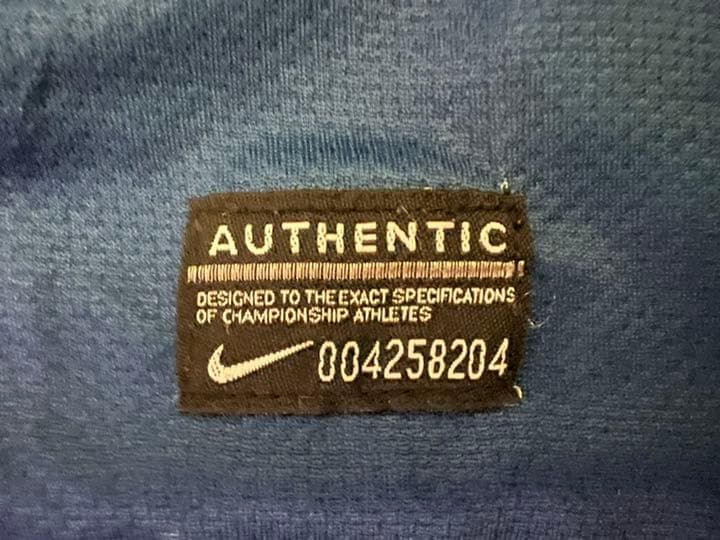 AUTHENTIC
DESIGNED TO THE EXACT SPECIFICATIONS
OF CHAMPIONSHIP ATHLETES
004258204